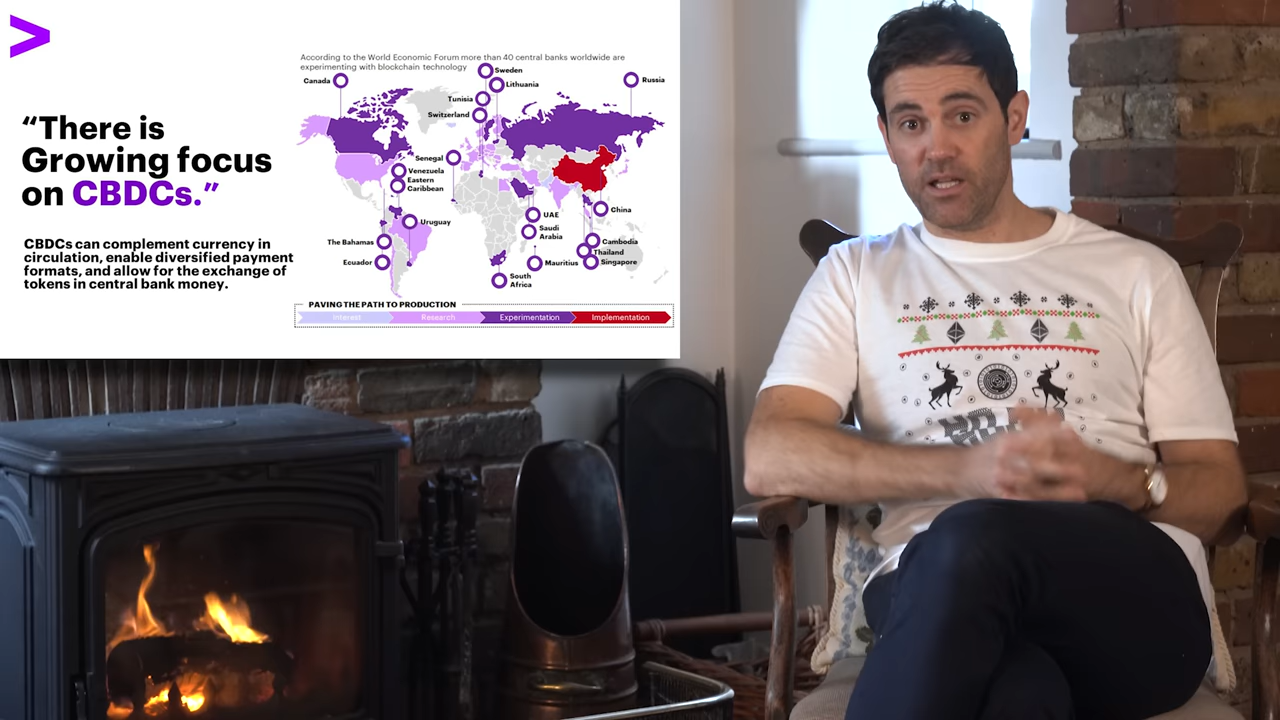 According to the World Economic Forum more than 40 central banks worldwide are
experimenting with blockchain technology
“There is
Growing focus
on CBDCs.”
CBDCs can complement currency in
circulation, enable diversified payment
formats, and allow for the exchange of
tokens in central bank money.
Canada
Sweden
Lithuania
Russia
Tunisia
Switzerland
Senegal
Venezuela
Eastern
Caribbean
Uruguay
The Bahamas
Ecuador
UAE
Saudi
Arabia
Mauritius
South
Africa
China
Cambodia
Thailand
Singapore
PAVING THE PATH TO PRODUCTION
Interest
Research
Experimentation
Implementation